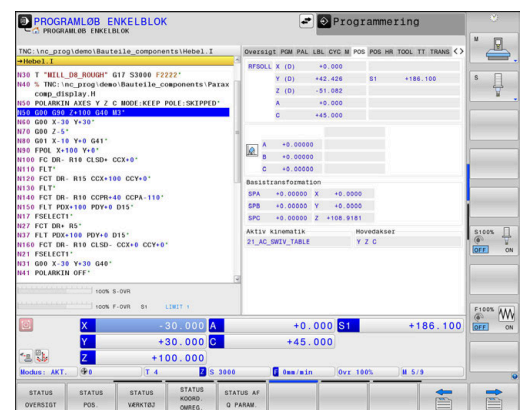 PROGRAMLØB ENKELBLOK
PROGRAMLØB ENKELBLOK
Programmering
TNC:\nc_prog\demo\Bauteile_components\Hebel.I
→Hebel.I
N30 T "MILL_D8_ROUGH" G17 S3000 F2222*
N40 % TNC:\nc_prog\demo\Bauteile_components\Parax
comp_display.H
N50 POLARKIN AXES Y Z C MODE:KEEP POLE:SKIPPED*
N50 G00 G90 Z+100 G40 M3*
N60 G00 X-30 Y+30*
N70 G00 Z-5*
N80 G01 X-10 Y+0 G41*
N90 FPOL X+100 Y+0*
N100 FC DR- R10 CLSD+ CCX+0*
N110 FLT*
N120 FCT DR- R15 CCX+100 CCY+0*
N130 FLT*
N140 FCT DR- R10 CCPR+40 CCPA-110*
N150 FLT PDX+100 PDY+0 D15*
N17 FSELECT1*
N27 FCT DR+ R5*
N37 FLT PDX+100 PDY+0 D15*
N160 FCT DR- R10 CLSD- CCX+0 CCY+0*
N21 FSELECT1*
N31 G00 X-30 Y+30 G40*
N41 POLARKIN OFF*
Oversigt PGM PAL LBL CYC M POS POS HR TOOL TT TRANS
RFSOLL X (D) +0.000
Y (D) +42.426 S1 +186.100
Z (D) -51.082
A +0.000
C +45.000
A +0.00000
B +0.00000
C +0.00000
Basistransformation
SPA +0.00000 X +0.0000
SPB +0.00000 Y +0.0000
SPC +0.00000 Z +108.9181
Aktiv kinematik Hovedakser
21_AC_SWIV_TABLE Y Z C
100% S-OVR
100% F-OVR S1 LIMIT 1
X -30.000 A +0.000 S1 +186.100
Y +30.000 C +45.000
Z +100.000
Modus: AKT. 0 T 4 Z S 3000 F 0mm/min Ovr 100% M 5/9
M
S
S100%
OFF ON
F100%
OFF ON
STATUS OVERSIGT
STATUS POS.
STATUS VÆRKTØJ
STATUS KOORD. OMREG.
STATUS AF Q PARAM.